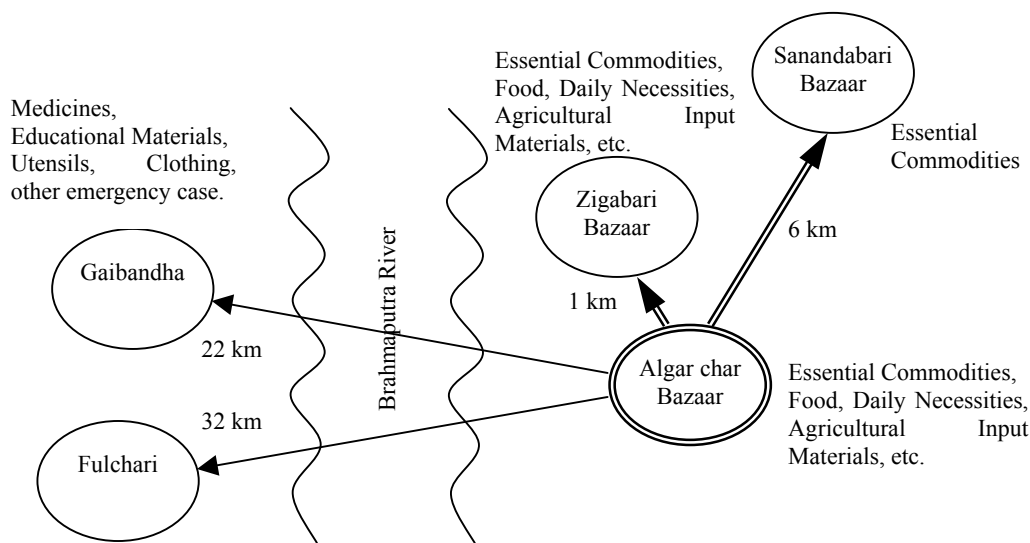 Medicines,
Educational Materials,
Utensils, Clothing,
other emergency case.
Essential Commodities,
Food, Daily Necessities,
Agricultural Input
Materials, etc.
Sanandabari
Bazaar
Essential
Commodities
Zigabari
Bazaar
6 km
Gaibandha
1 km
22 km
Brahmaputra River
Algar char
Bazaar
Essential Commodities,
Food, Daily Necessities,
Agricultural Input
Materials, etc.
32 km
Fulchari